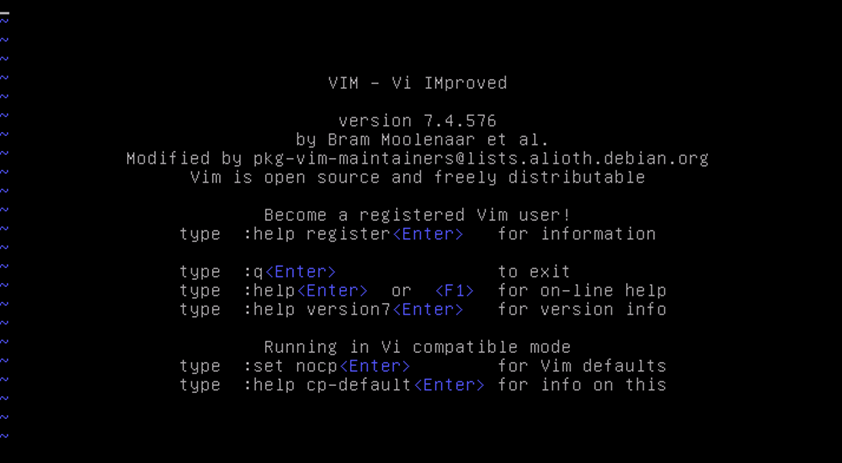 ~
~
~
~
VIM - Vi IMproved
~
~
version 7.4.576
~
by Bram Moolenaar et al.
~
Modified by pkg-vim-maintainers@lists.alioth.debian.org
~
Vim is open source and freely distributable
~
~
Become a registered Vim user!
~
type  :help register<Enter>   for information
~
~
type  :q<Enter>               to exit
~
type  :help<Enter>  or  <F1>  for on-line help
~
type  :help version7<Enter>   for version info
~
~
Running in Vi compatible mode
~
type  :set nocp<Enter>        for Vim defaults
~
type  :help cp-default<Enter> for info on this
~
~
~